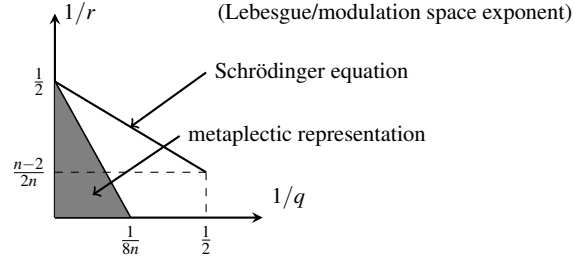 1/r (Lebesgue/modulation space exponent)
1/2
Schrödinger equation
metaplectic representation
n−2/2n
1/q
1/8n 1/2